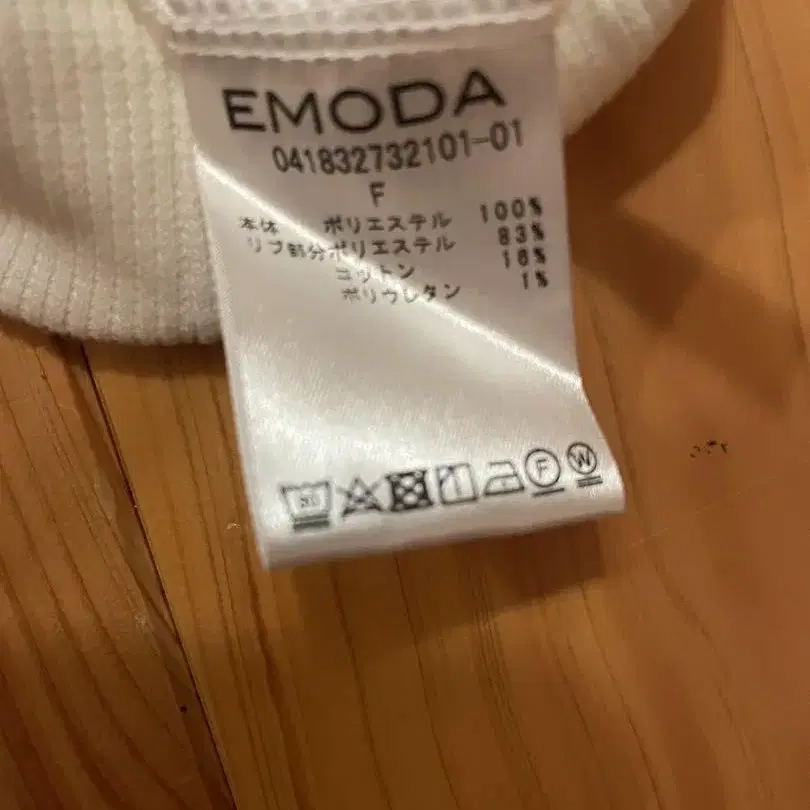 EMODA
041832732101-01
F
本体 ポリエステル 100%
リブ部分ポリエステル 83%
コットン 16%
ポリウレタン 1%
F W